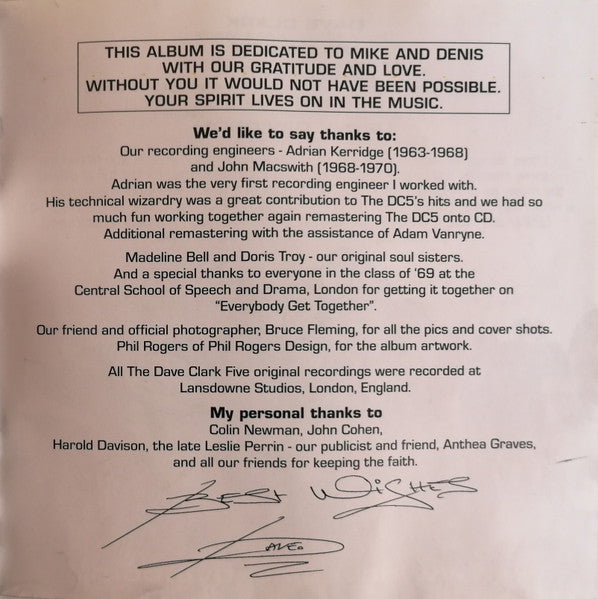 THIS ALBUM IS DEDICATED TO MIKE AND DENIS
WITH OUR GRATITUDE AND LOVE.
WITHOUT YOU IT WOULD NOT HAVE BEEN POSSIBLE.
YOUR SPIRIT LIVES ON IN THE MUSIC.
We'd like to say thanks to:
Our recording engineers - Adrian Kerridge (1963-1968)
and John Macswith (1968-1970).
Adrian was the very first recording engineer I worked with.
His technical wizardry was a great contribution to The DC5's hits and we had so
much fun working together again remastering The DC5 onto CD.
Additional remastering with the assistance of Adam Vanryne.
Madeline Bell and Doris Troy - our original soul sisters.
And a special thanks to everyone in the class of '69 at the
Central School of Speech and Drama, London for getting it together on
"Everybody Get Together".
Our friend and official photographer, Bruce Fleming, for all the pics and cover shots.
Phil Rogers of Phil Rogers Design, for the album artwork.
All The Dave Clark Five original recordings were recorded at
Lansdowne Studios, London, England.
My personal thanks to
Colin Newman, John Cohen,
Harold Davison, the late Leslie Perrin - our publicist and friend, Anthea Graves,
and all our friends for keeping the faith.
BEST WISHES
DAVE.